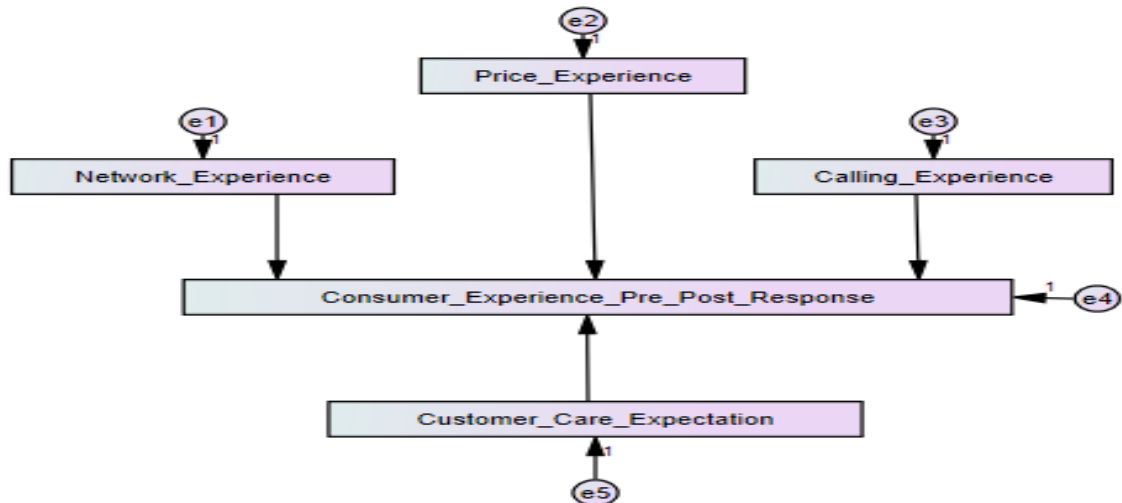 e2
1
Price_Experience
e1
1
Network_Experience
e3
1
Calling_Experience
Consumer_Experience_Pre_Post_Response
1
e4
Customer_Care_Expectation
1
e5